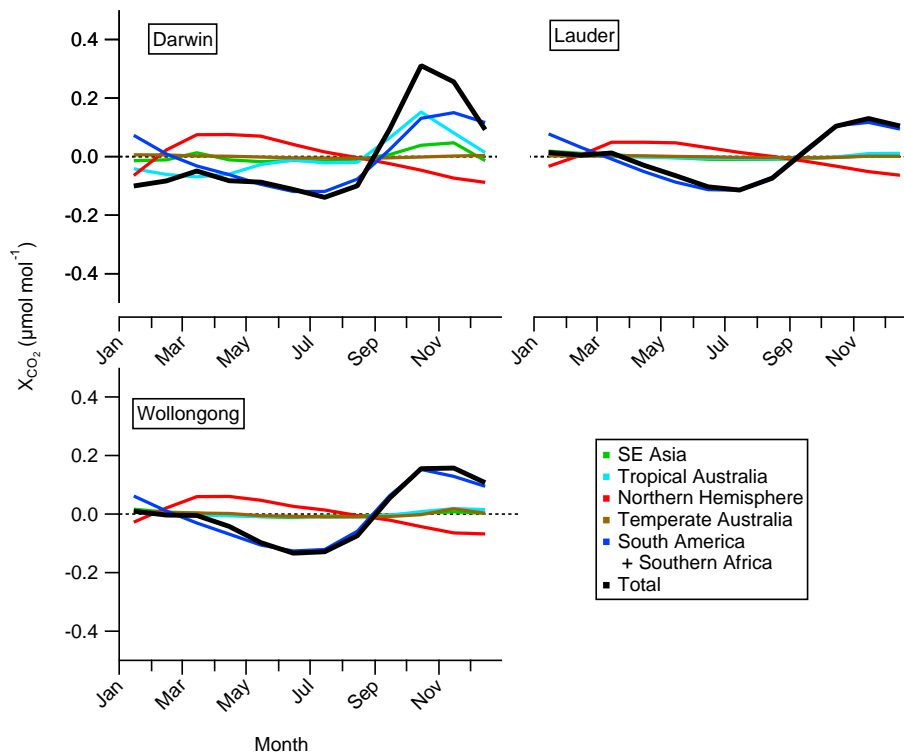 Darwin
0.4
0.2
0.0
-0.2
-0.4
Jan
Mar
May
Jul
Sep
Nov
Lauder
Jan
Mar
May
Jul
Sep
Nov
X_CO₂ (µmol mol⁻¹)
Wollongong
0.4
0.2
0.0
-0.2
-0.4
Jan
Mar
May
Jul
Sep
Nov
Month
SE Asia
Tropical Australia
Northern Hemisphere
Temperate Australia
South America
+ Southern Africa
Total